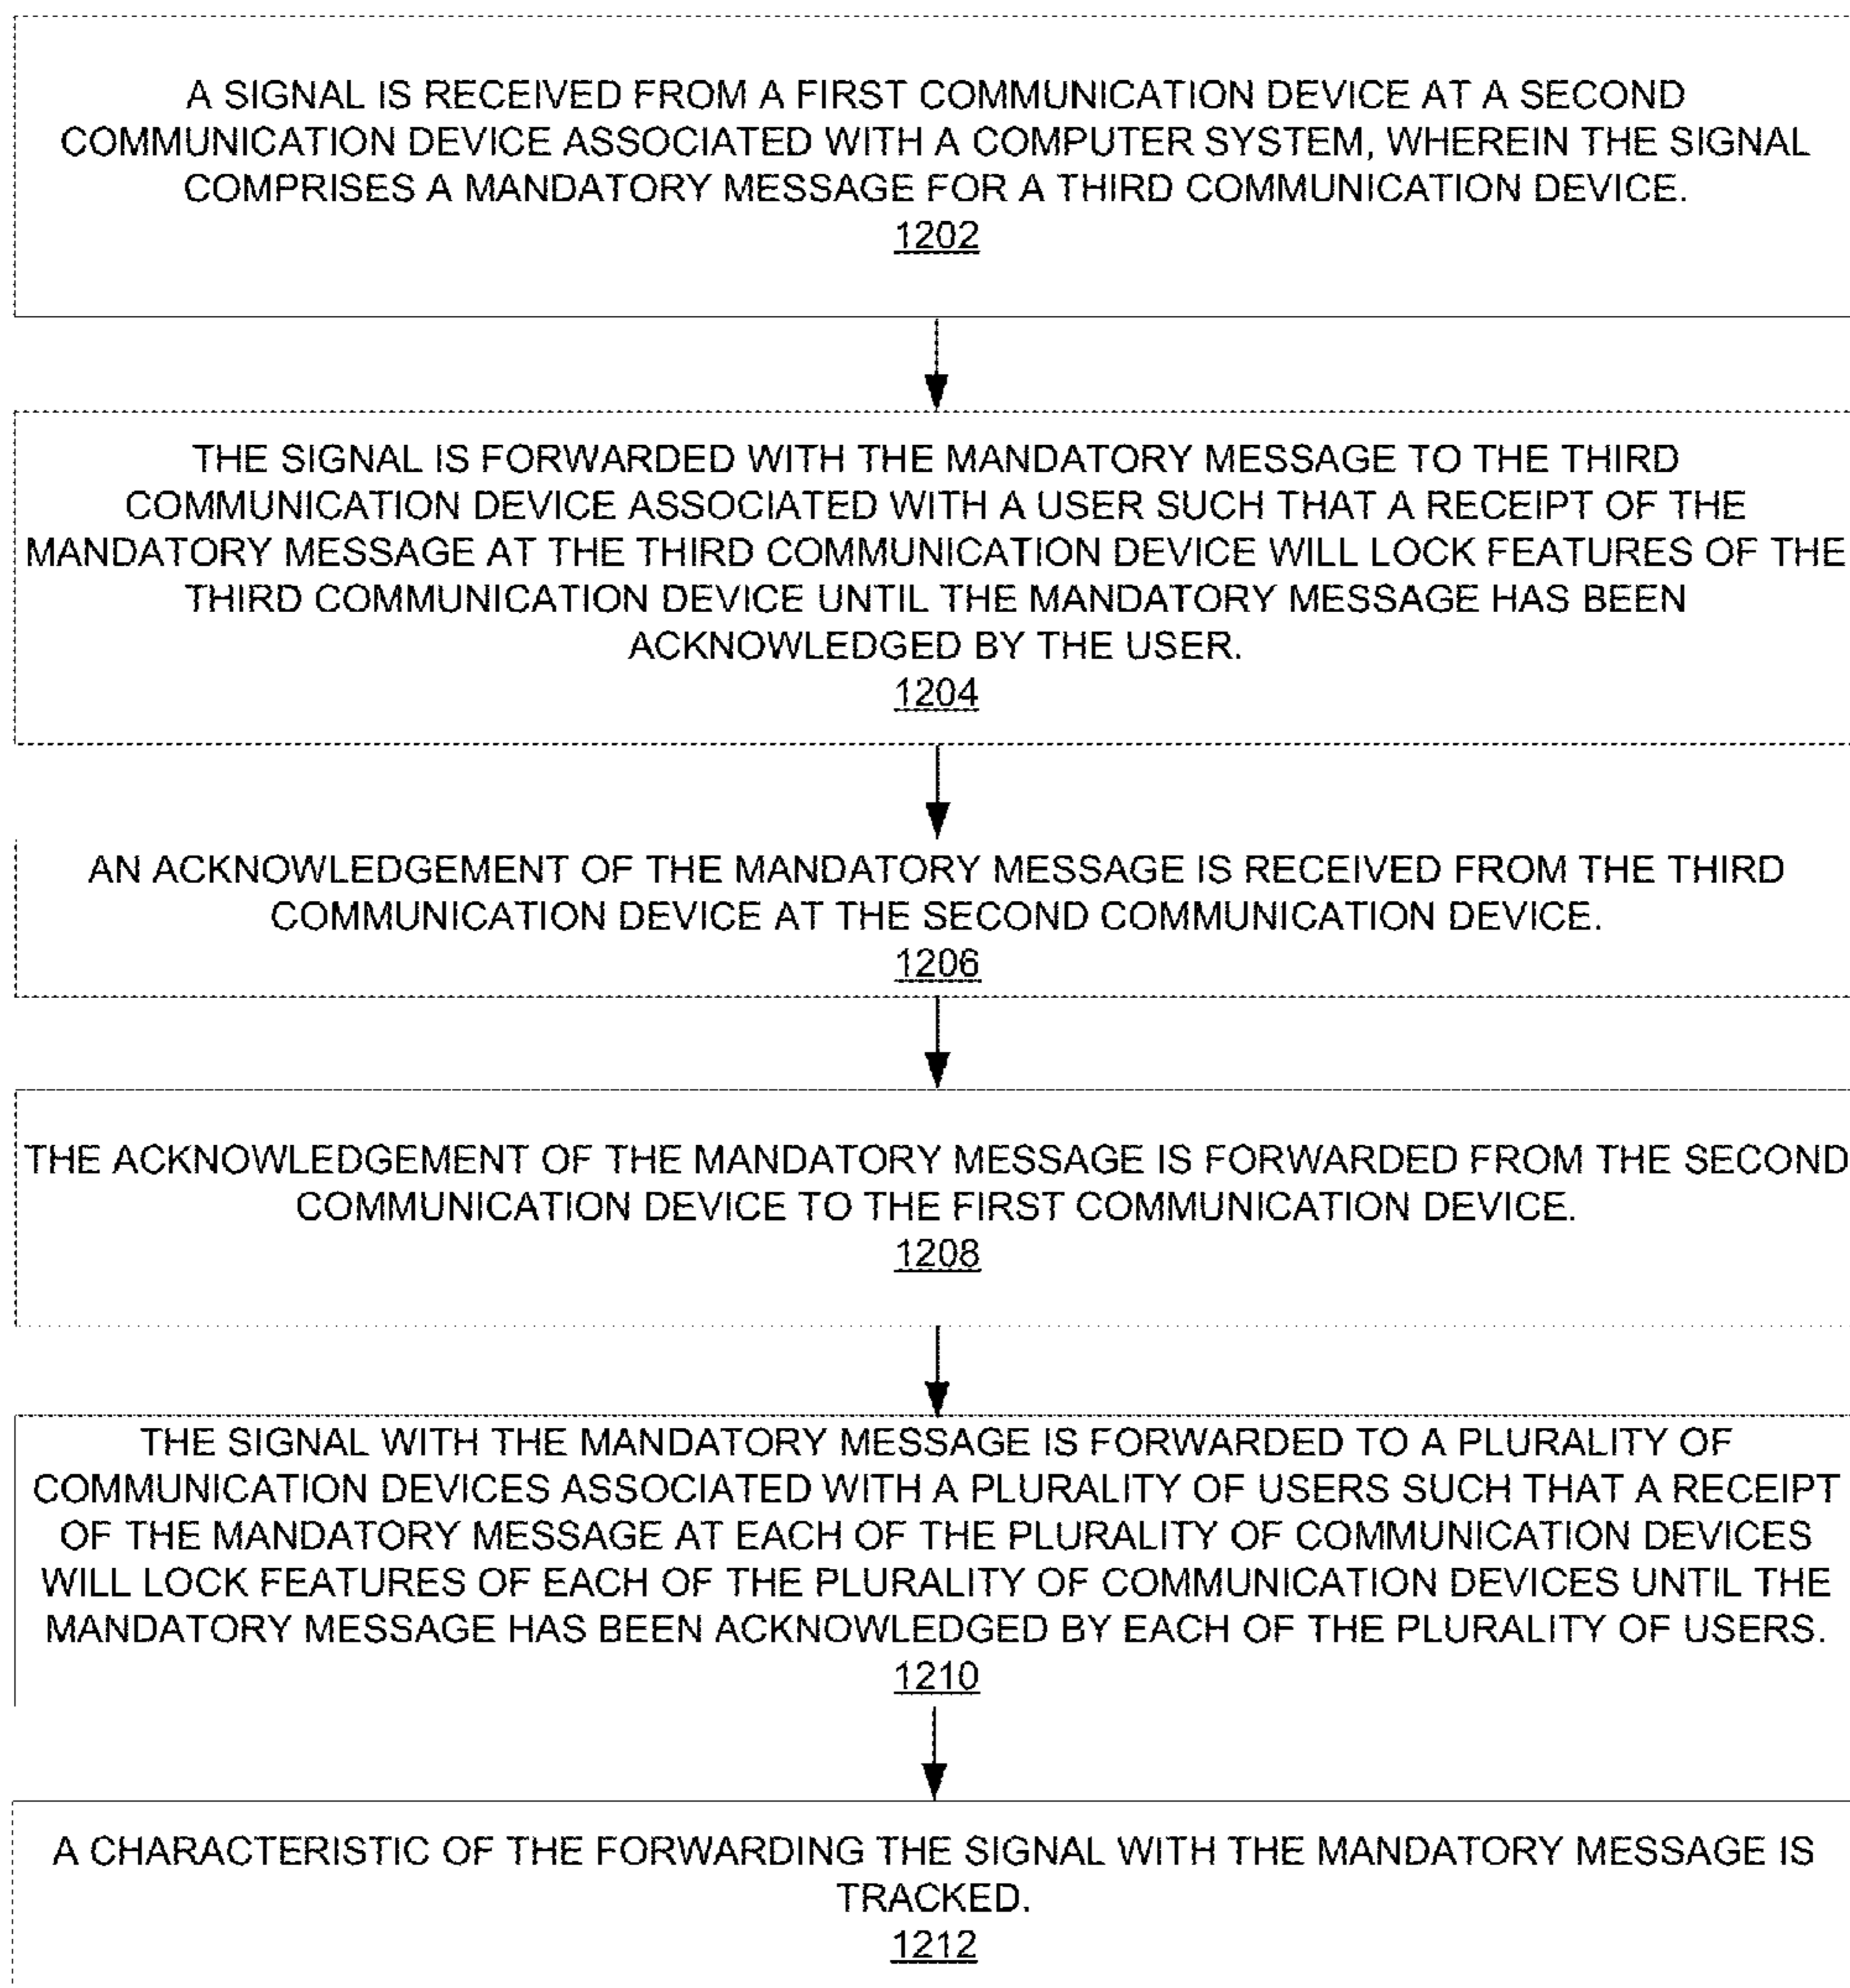 A SIGNAL IS RECEIVED FROM A FIRST COMMUNICATION DEVICE AT A SECOND
COMMUNICATION DEVICE ASSOCIATED WITH A COMPUTER SYSTEM, WHEREIN THE SIGNAL
COMPRISES A MANDATORY MESSAGE FOR A THIRD COMMUNICATION DEVICE.
1202
THE SIGNAL IS FORWARDED WITH THE MANDATORY MESSAGE TO THE THIRD
COMMUNICATION DEVICE ASSOCIATED WITH A USER SUCH THAT A RECEIPT OF THE
MANDATORY MESSAGE AT THE THIRD COMMUNICATION DEVICE WILL LOCK FEATURES OF THE
THIRD COMMUNICATION DEVICE UNTIL THE MANDATORY MESSAGE HAS BEEN
ACKNOWLEDGED BY THE USER.
1204
AN ACKNOWLEDGEMENT OF THE MANDATORY MESSAGE IS RECEIVED FROM THE THIRD
COMMUNICATION DEVICE AT THE SECOND COMMUNICATION DEVICE.
1206
THE ACKNOWLEDGEMENT OF THE MANDATORY MESSAGE IS FORWARDED FROM THE SECOND
COMMUNICATION DEVICE TO THE FIRST COMMUNICATION DEVICE.
1208
THE SIGNAL WITH THE MANDATORY MESSAGE IS FORWARDED TO A PLURALITY OF
COMMUNICATION DEVICES ASSOCIATED WITH A PLURALITY OF USERS SUCH THAT A RECEIPT
OF THE MANDATORY MESSAGE AT EACH OF THE PLURALITY OF COMMUNICATION DEVICES
WILL LOCK FEATURES OF EACH OF THE PLURALITY OF COMMUNICATION DEVICES UNTIL THE
MANDATORY MESSAGE HAS BEEN ACKNOWLEDGED BY EACH OF THE PLURALITY OF USERS.
1210
A CHARACTERISTIC OF THE FORWARDING THE SIGNAL WITH THE MANDATORY MESSAGE IS
TRACKED.
1212